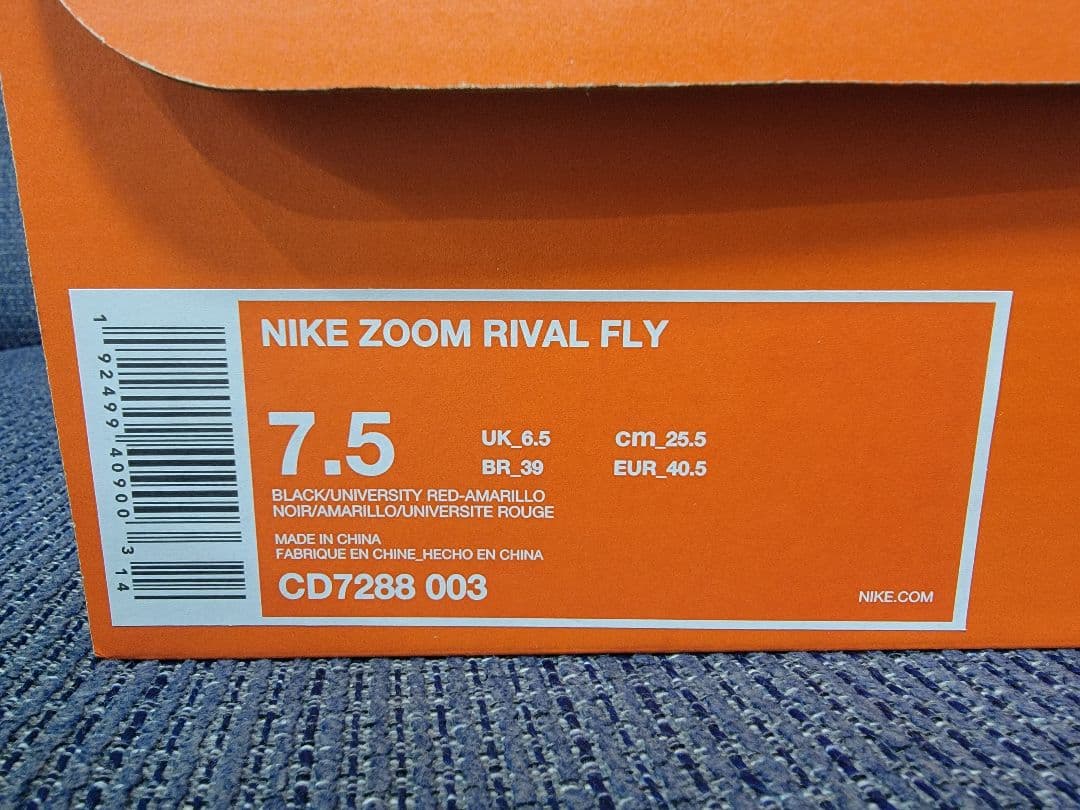 1 92499 40900 3 14
NIKE ZOOM RIVAL FLY
7.5
UK_6.5 cm_25.5
BR_39 EUR_40.5
BLACK/UNIVERSITY RED-AMARILLO
NOIR/AMARILLO/UNIVERSITE ROUGE
MADE IN CHINA
FABRIQUE EN CHINE_HECHO EN CHINA
CD7288 003
NIKE.COM